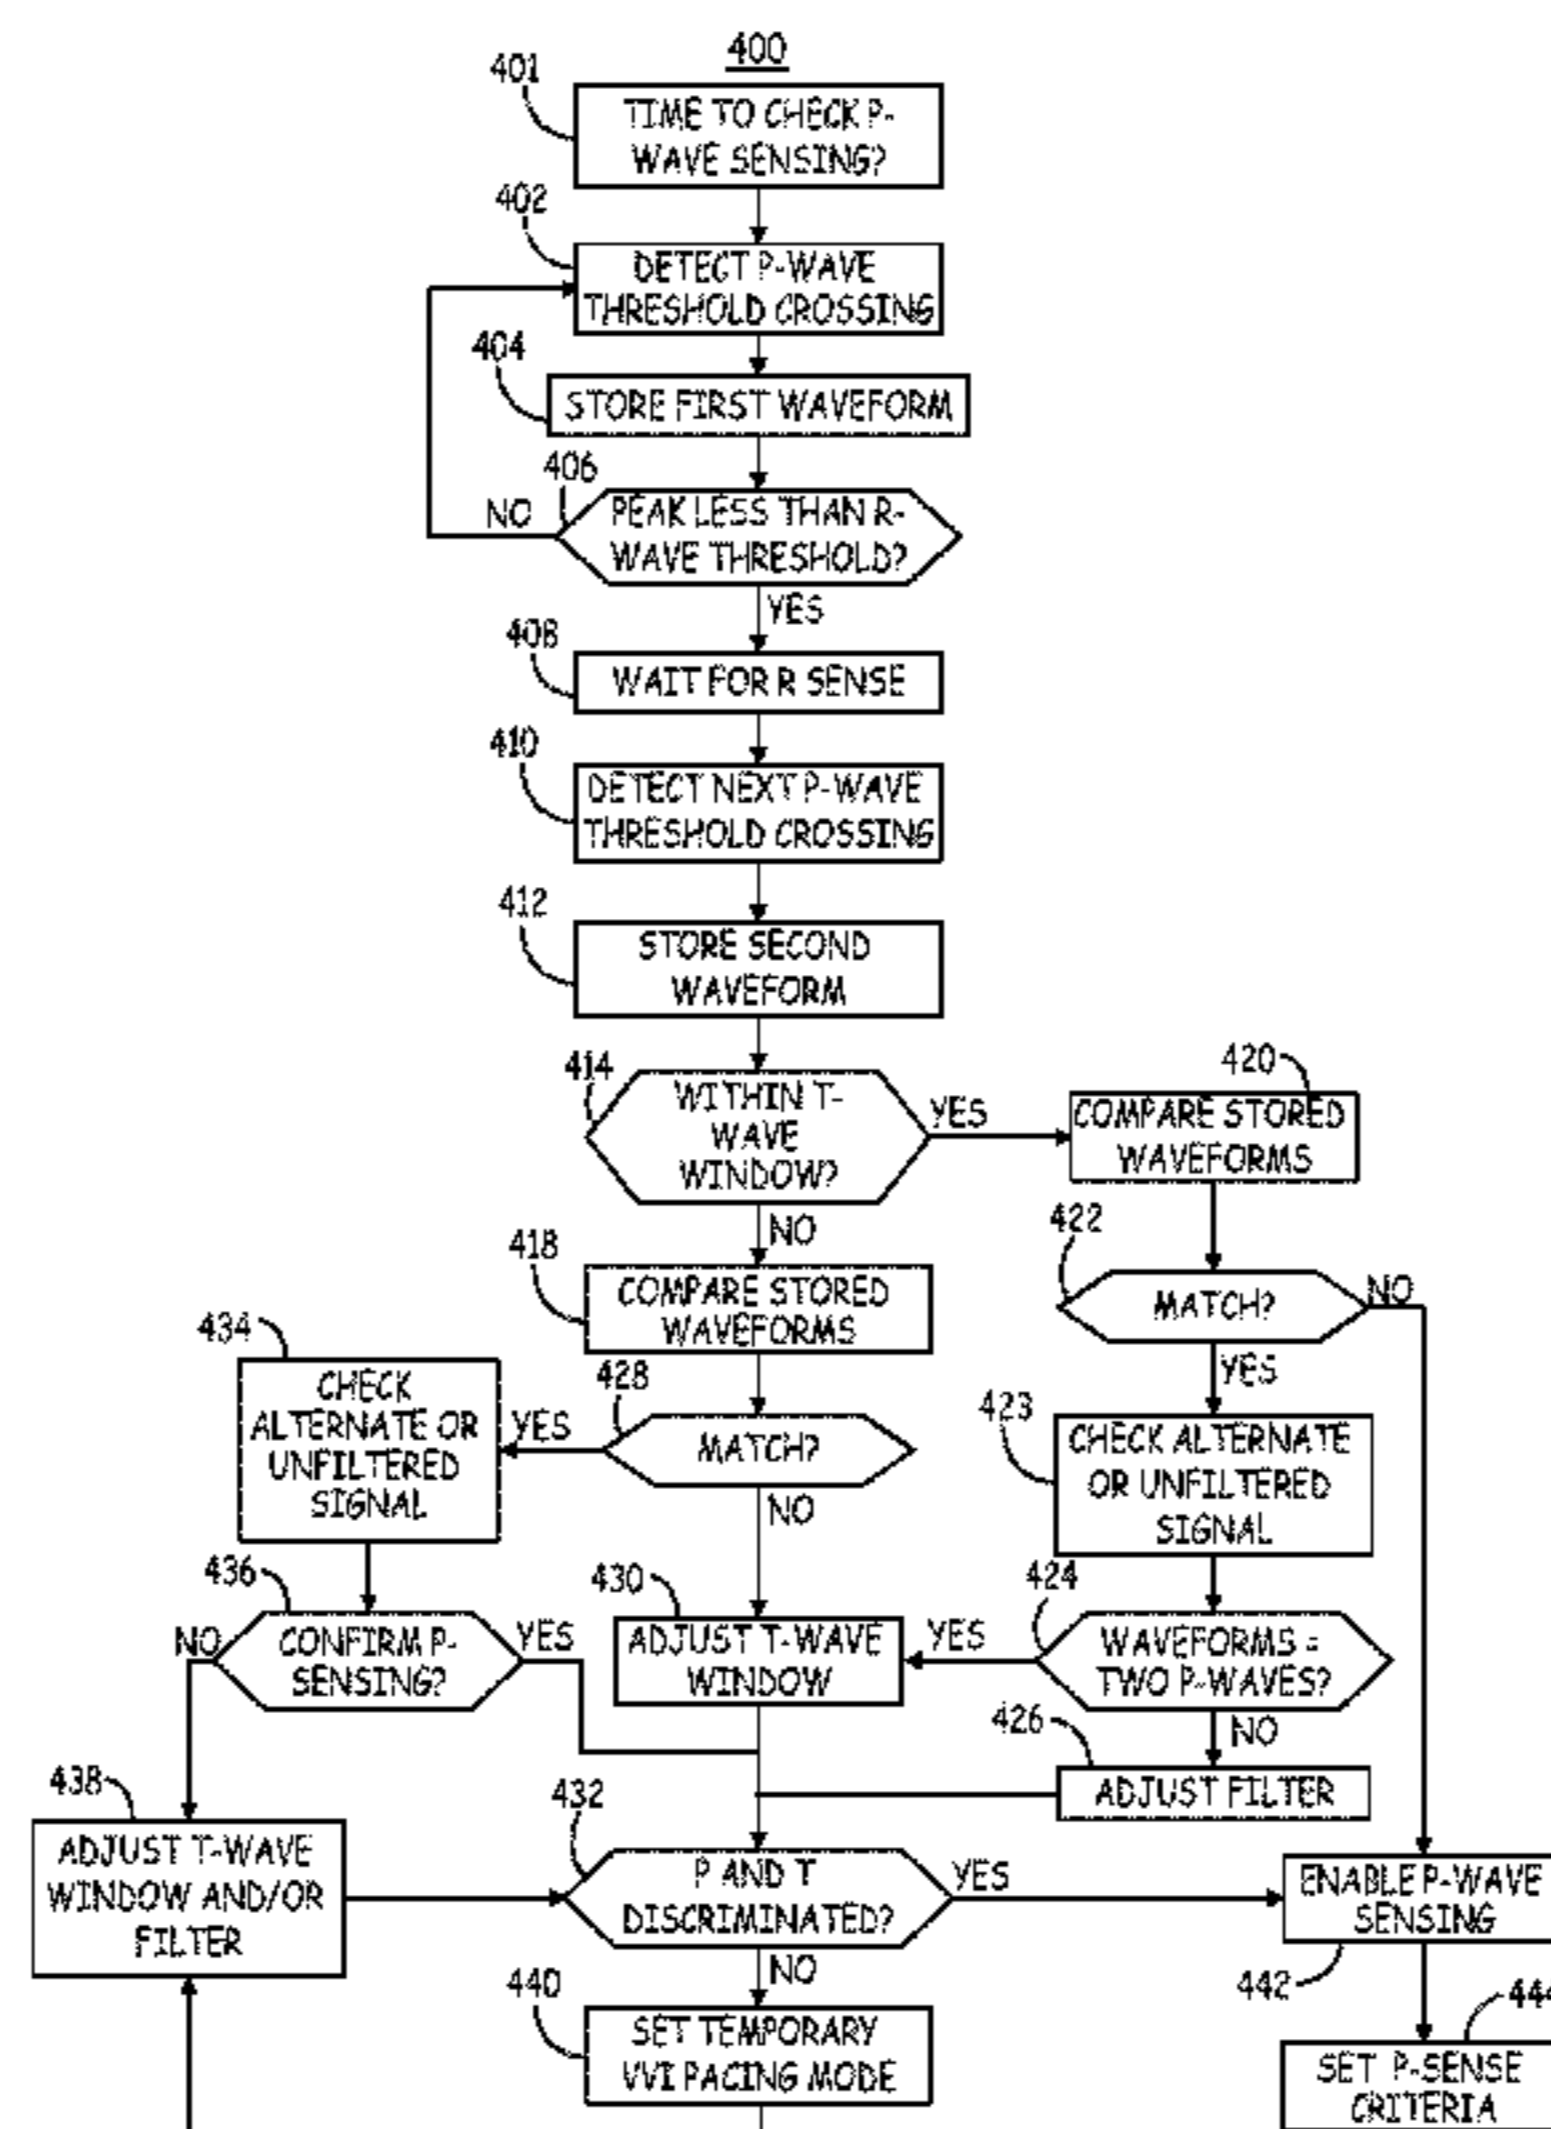 400
401
TIME TO CHECK P-
WAVE SENSING?
402
DETECT P-WAVE
THRESHOLD CROSSING
404
STORE FIRST WAVEFORM
406
NO
PEAK LESS THAN R-
WAVE THRESHOLD?
YES
408
WAIT FOR R SENSE
410
DETECT NEXT P-WAVE
THRESHOLD CROSSING
412
STORE SECOND
WAVEFORM
414
WITHIN T-
WAVE
WINDOW?
YES
420
COMPARE STORED
WAVEFORMS
NO
418
COMPARE STORED
WAVEFORMS
422
MATCH?
NO
YES
434
CHECK
ALTERNATE OR
UNFILTERED
SIGNAL
YES
428
MATCH?
NO
423
CHECK ALTERNATE
OR UNFILTERED
SIGNAL
436
NO
CONFIRM P-
SENSING?
YES
430
ADJUST T-WAVE
WINDOW
YES
424
WAVEFORMS =
TWO P-WAVES?
NO
426
ADJUST FILTER
438
ADJUST T-WAVE
WINDOW AND/OR
FILTER
432
P AND T
DISCRIMINATED?
YES
ENABLE P-WAVE
SENSING
442
NO
440
SET TEMPORARY
VVI PACING MODE
444
SET P-SENSE
CRITERIA